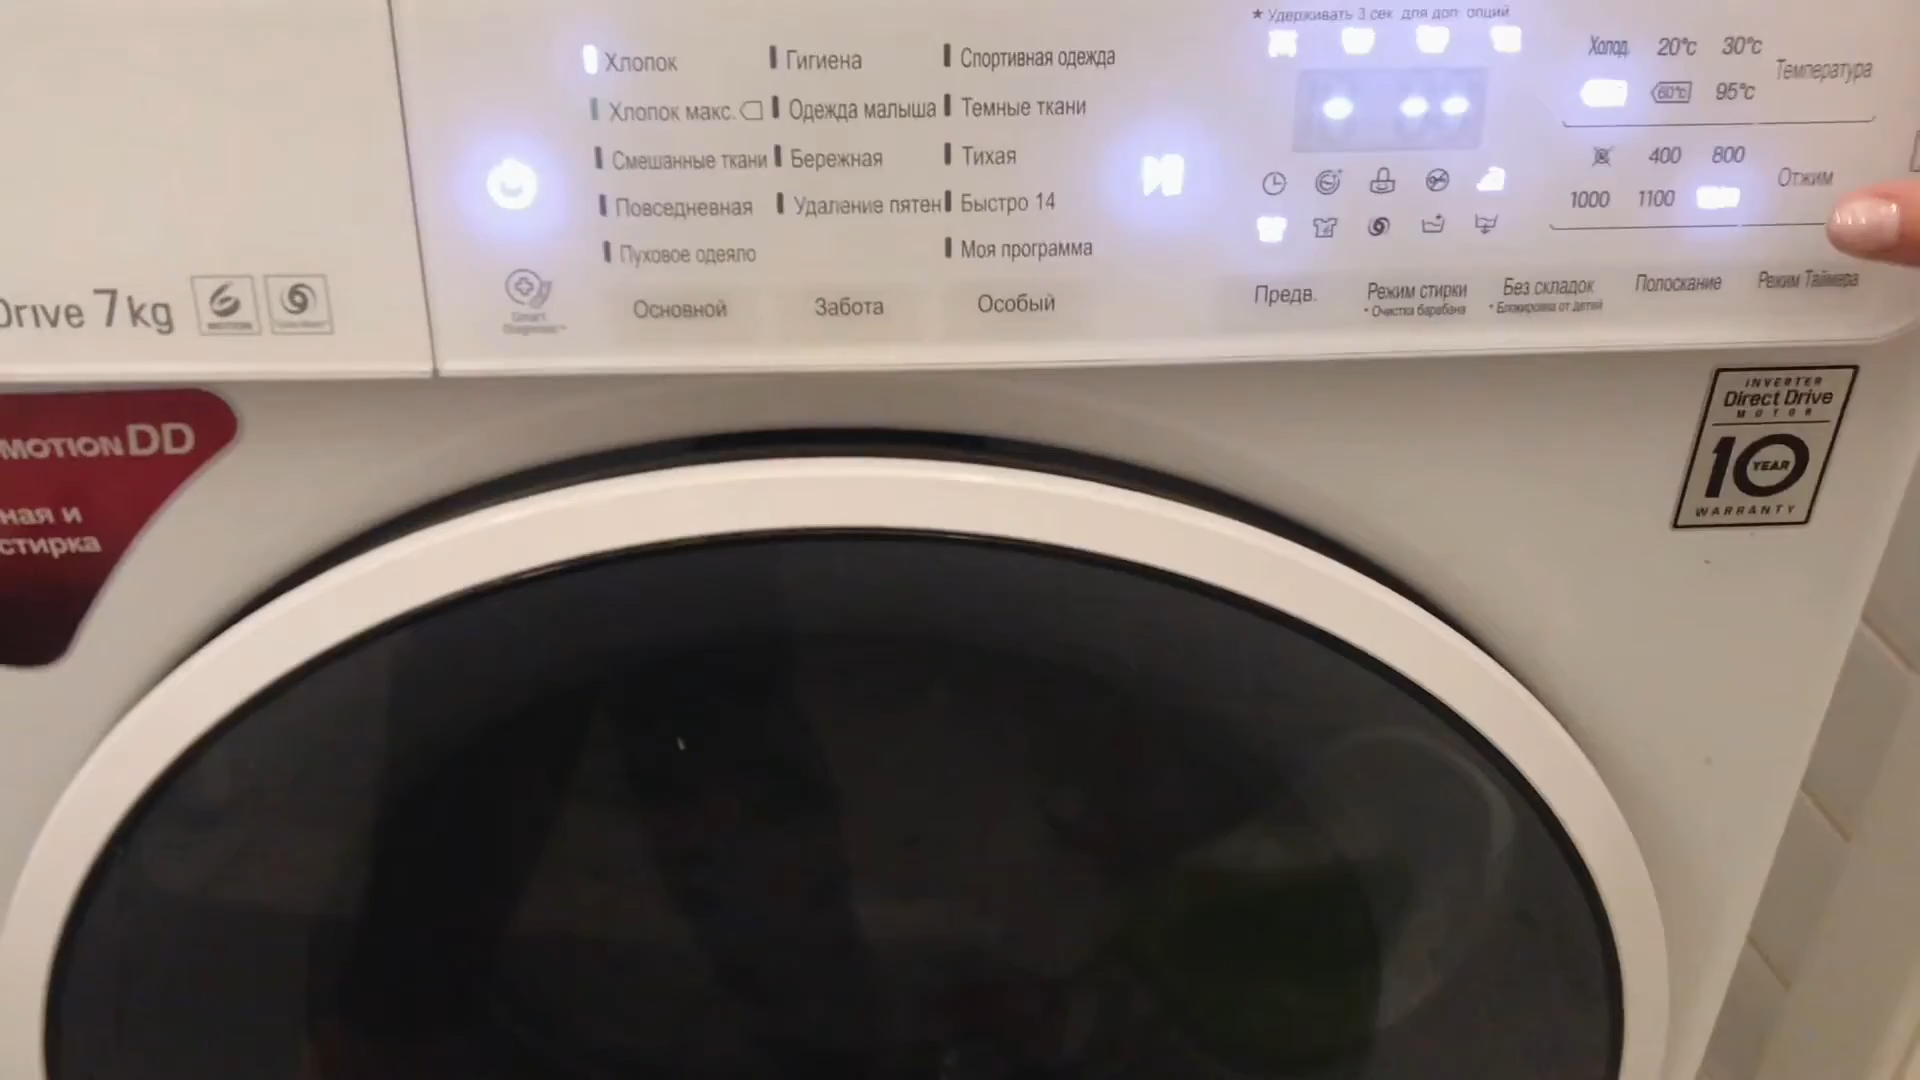 ★ Удерживать 3 сек. для доп. опций
Хлопок
Гигиена
Спортивная одежда
Хлопок макс.
Одежда малыша
Темные ткани
Смешанные ткани
Бережная
Тихая
Повседневная
Удаление пятен
Быстро 14
Пуховое одеяло
Моя программа
Основной
Забота
Особый
Холод 20°c 30°c
60°c 95°c
Температура
400 800
1000 1100
Отжим
Предв.
Режим стирки
* Очистка барабана
Без складок
* Блокировка от детей
Полоскание
Режим Таймера
Drive 7kg
Smart
Diagnosis™
MOTION DD
ная и
стирка
INVERTER
Direct Drive
MOTOR
10 YEAR
WARRANTY